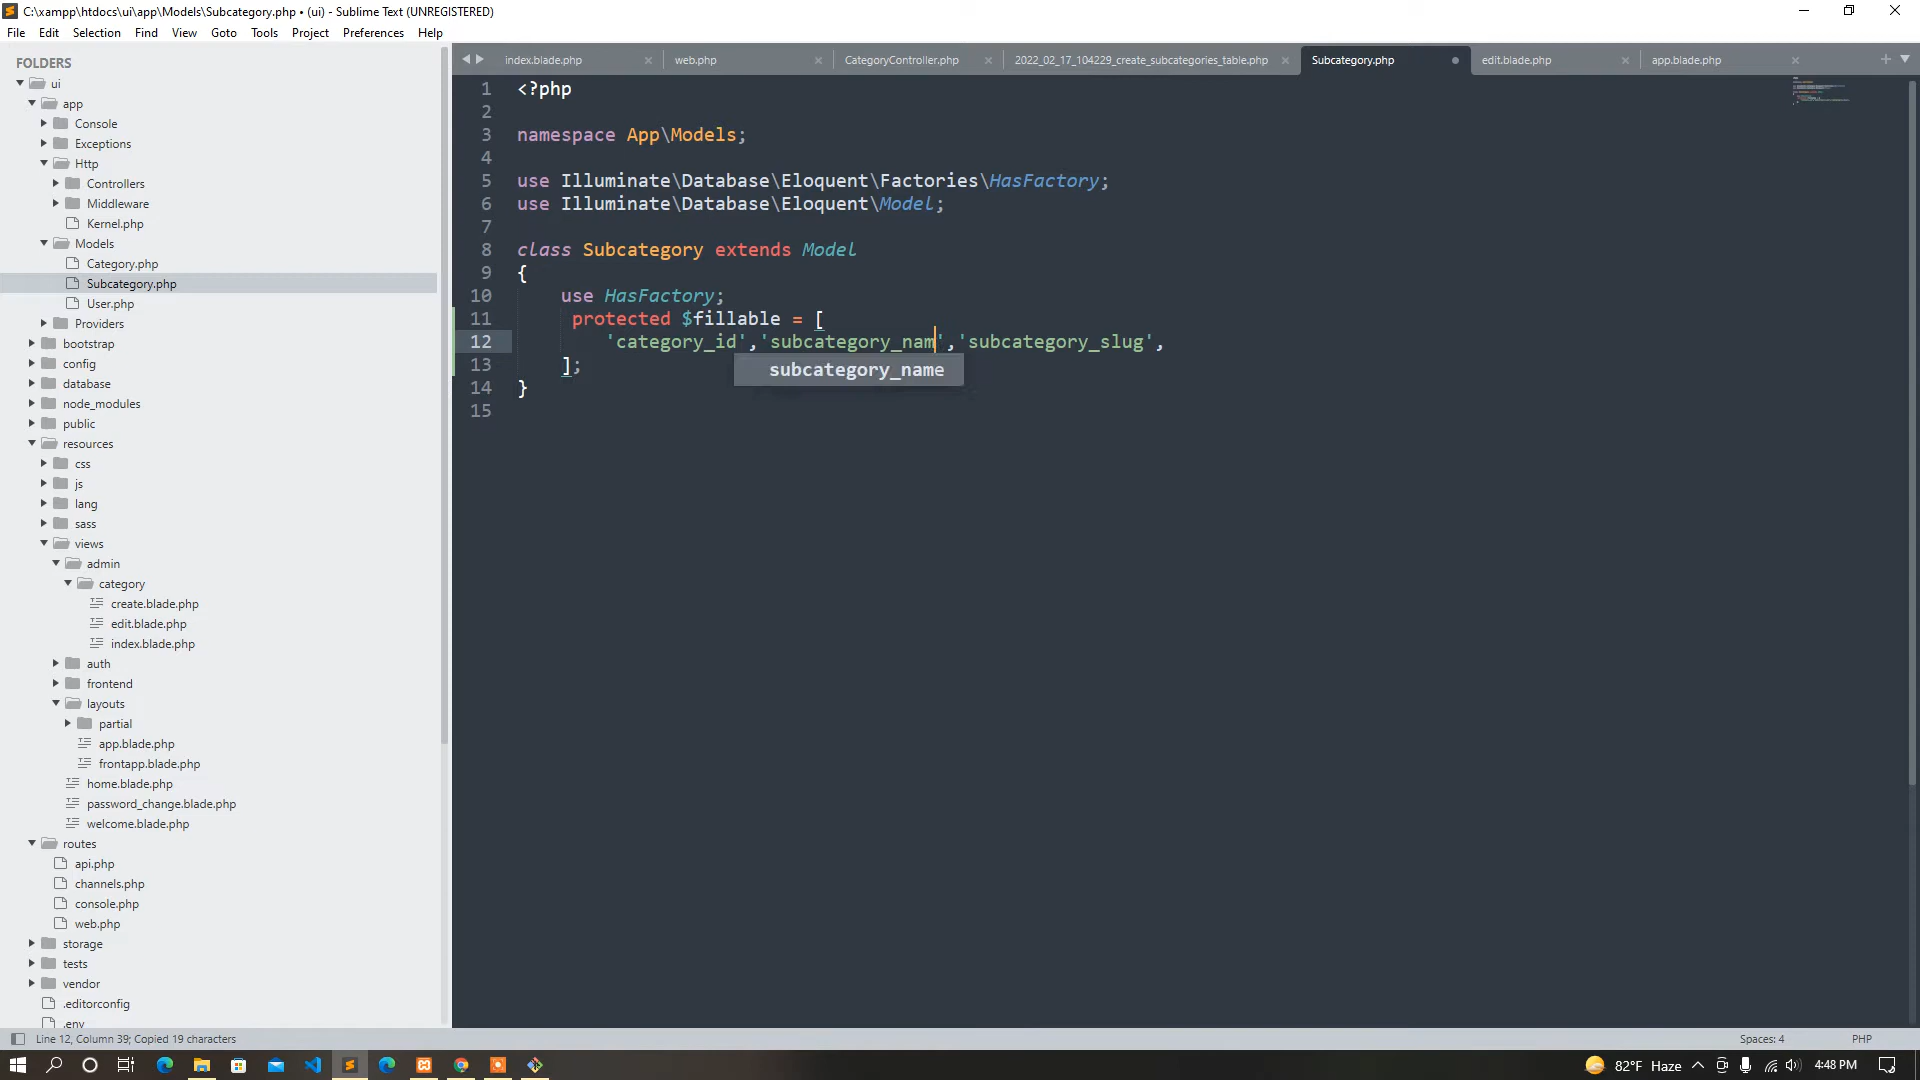 C:\xampp\htdocs\ui\app\Models\Subcategory.php • (ui) - Sublime Text (UNREGISTERED)
File Edit Selection Find View Goto Tools Project Preferences Help
FOLDERS
ui
app
Console
Exceptions
Http
Controllers
Middleware
Kernel.php
Models
Category.php
Subcategory.php
User.php
Providers
bootstrap
config
database
node_modules
public
resources
css
js
lang
sass
views
admin
category
create.blade.php
edit.blade.php
index.blade.php
auth
frontend
layouts
partial
app.blade.php
frontapp.blade.php
home.blade.php
password_change.blade.php
welcome.blade.php
routes
api.php
channels.php
console.php
web.php
storage
tests
vendor
.editorconfig
.env
index.blade.php web.php CategoryController.php 2022_02_17_104229_create_subcategories_table.php Subcategory.php edit.blade.php app.blade.php
1 <?php
2
3 namespace App\Models;
4
5 use Illuminate\Database\Eloquent\Factories\HasFactory;
6 use Illuminate\Database\Eloquent\Model;
7
8 class Subcategory extends Model
9 {
10 use HasFactory;
11 protected $fillable = [
12 'category_id','subcategory_nam','subcategory_slug',
subcategory_name
13 ];
14 }
15
Line 12, Column 39; Copied 19 characters Spaces: 4 PHP
82°F Haze 4:48 PM